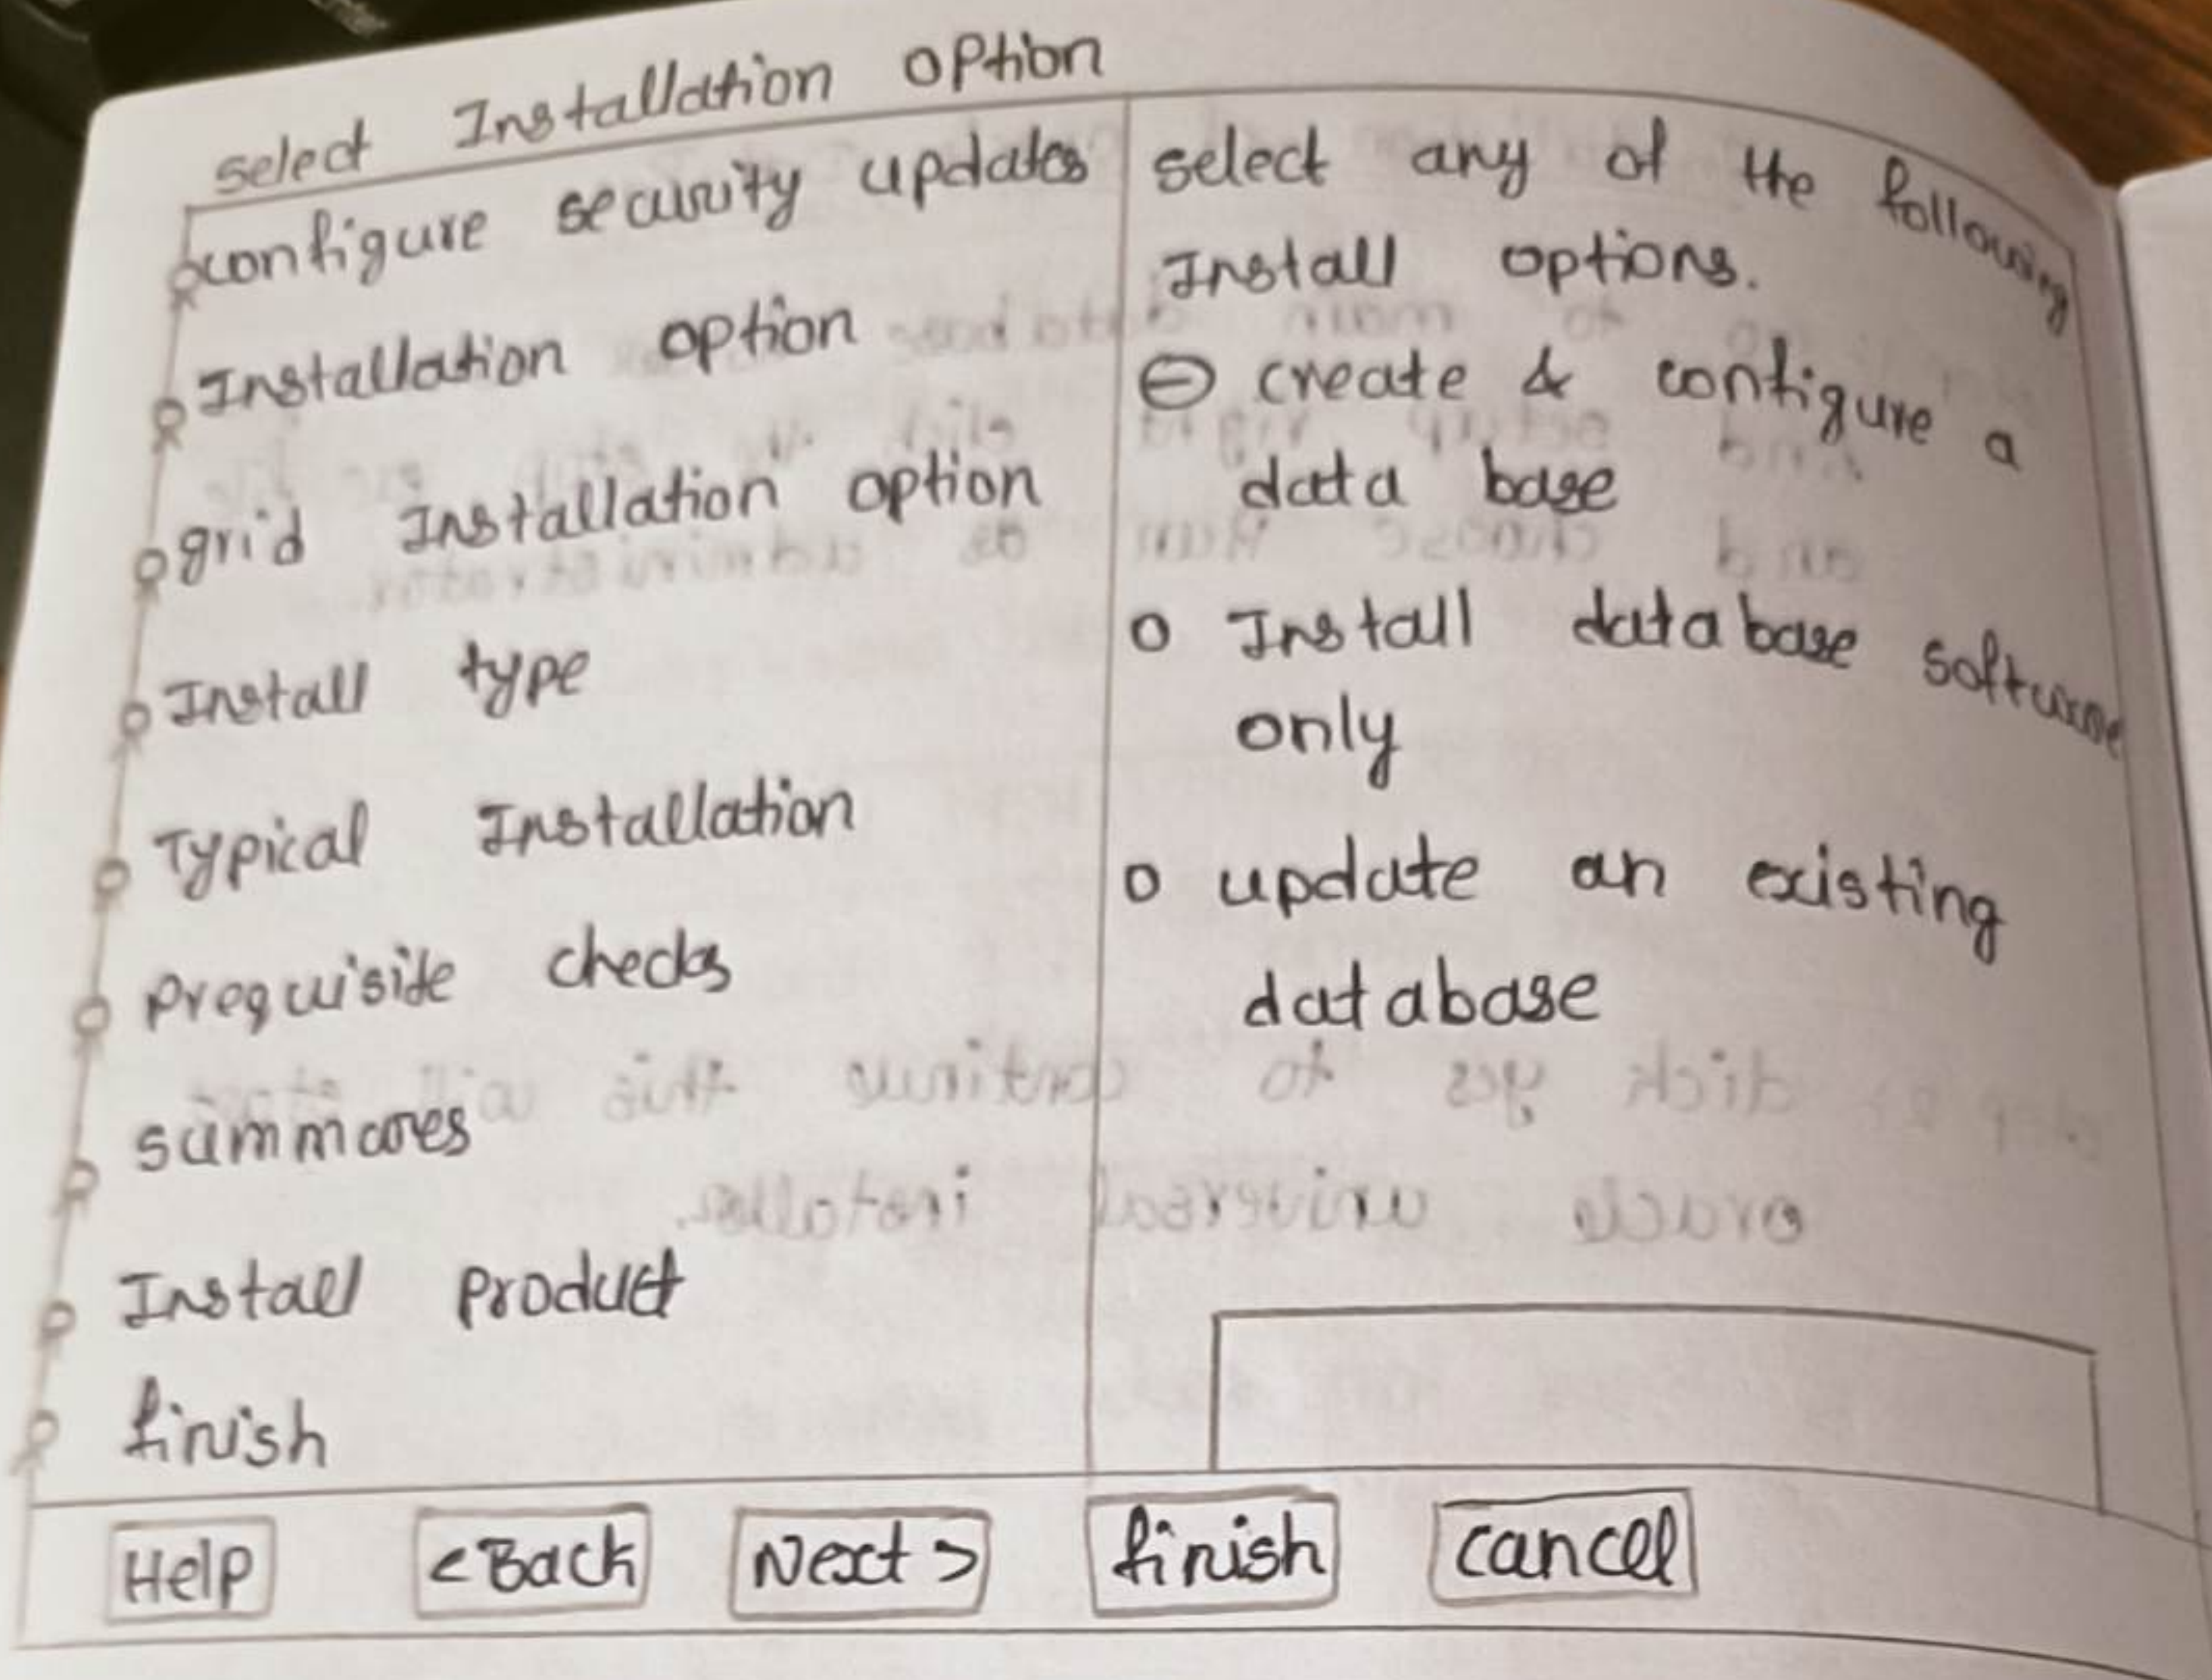 select Installation option
configure security updates
Installation option
grid Installation option
Install type
Typical Installation
prequiside checks
summares
Install product
finish
select any of the following
Install options.
create & configure a
data base
Install database software
only
update an existing
database
Help <Back Next> finish cancel